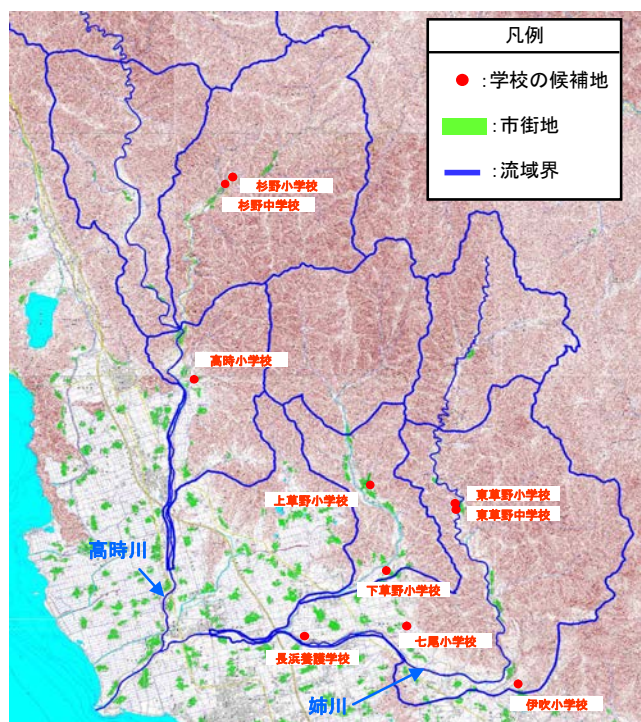 凡例
:学校の候補地
:市街地
:流域界
杉野小学校
杉野中学校
高時小学校
上草野小学校
東草野小学校
東草野中学校
高時川
下草野小学校
七尾小学校
長浜養護学校
姉川
伊吹小学校